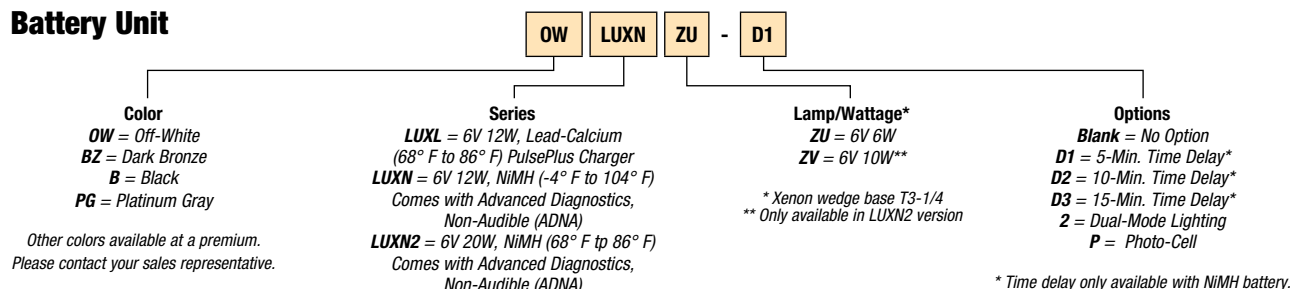 Battery Unit
OW LUXN ZU - D1
Color
OW = Off-White
BZ = Dark Bronze
B = Black
PG = Platinum Gray
Other colors available at a premium.
Please contact your sales representative.
Series
LUXL = 6V 12W, Lead-Calcium
(68° F to 86° F) PulsePlus Charger
LUXN = 6V 12W, NiMH (-4° F to 104° F)
Comes with Advanced Diagnostics,
Non-Audible (ADNA)
LUXN2 = 6V 20W, NiMH (68° F tp 86° F)
Comes with Advanced Diagnostics,
Non-Audible (ADNA)
Lamp/Wattage*
ZU = 6V 6W
ZV = 6V 10W**
* Xenon wedge base T3-1/4
** Only available in LUXN2 version
Options
Blank = No Option
D1 = 5-Min. Time Delay*
D2 = 10-Min. Time Delay*
D3 = 15-Min. Time Delay*
2 = Dual-Mode Lighting
P = Photo-Cell
* Time delay only available with NiMH battery.